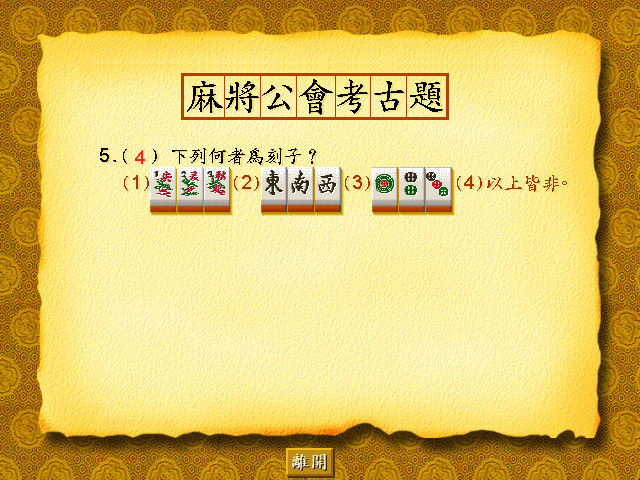 麻將公會考古題
5.(4) 下列何者爲刻子?
(1) (2) 東南西 (3) (4)以上皆非。
離開